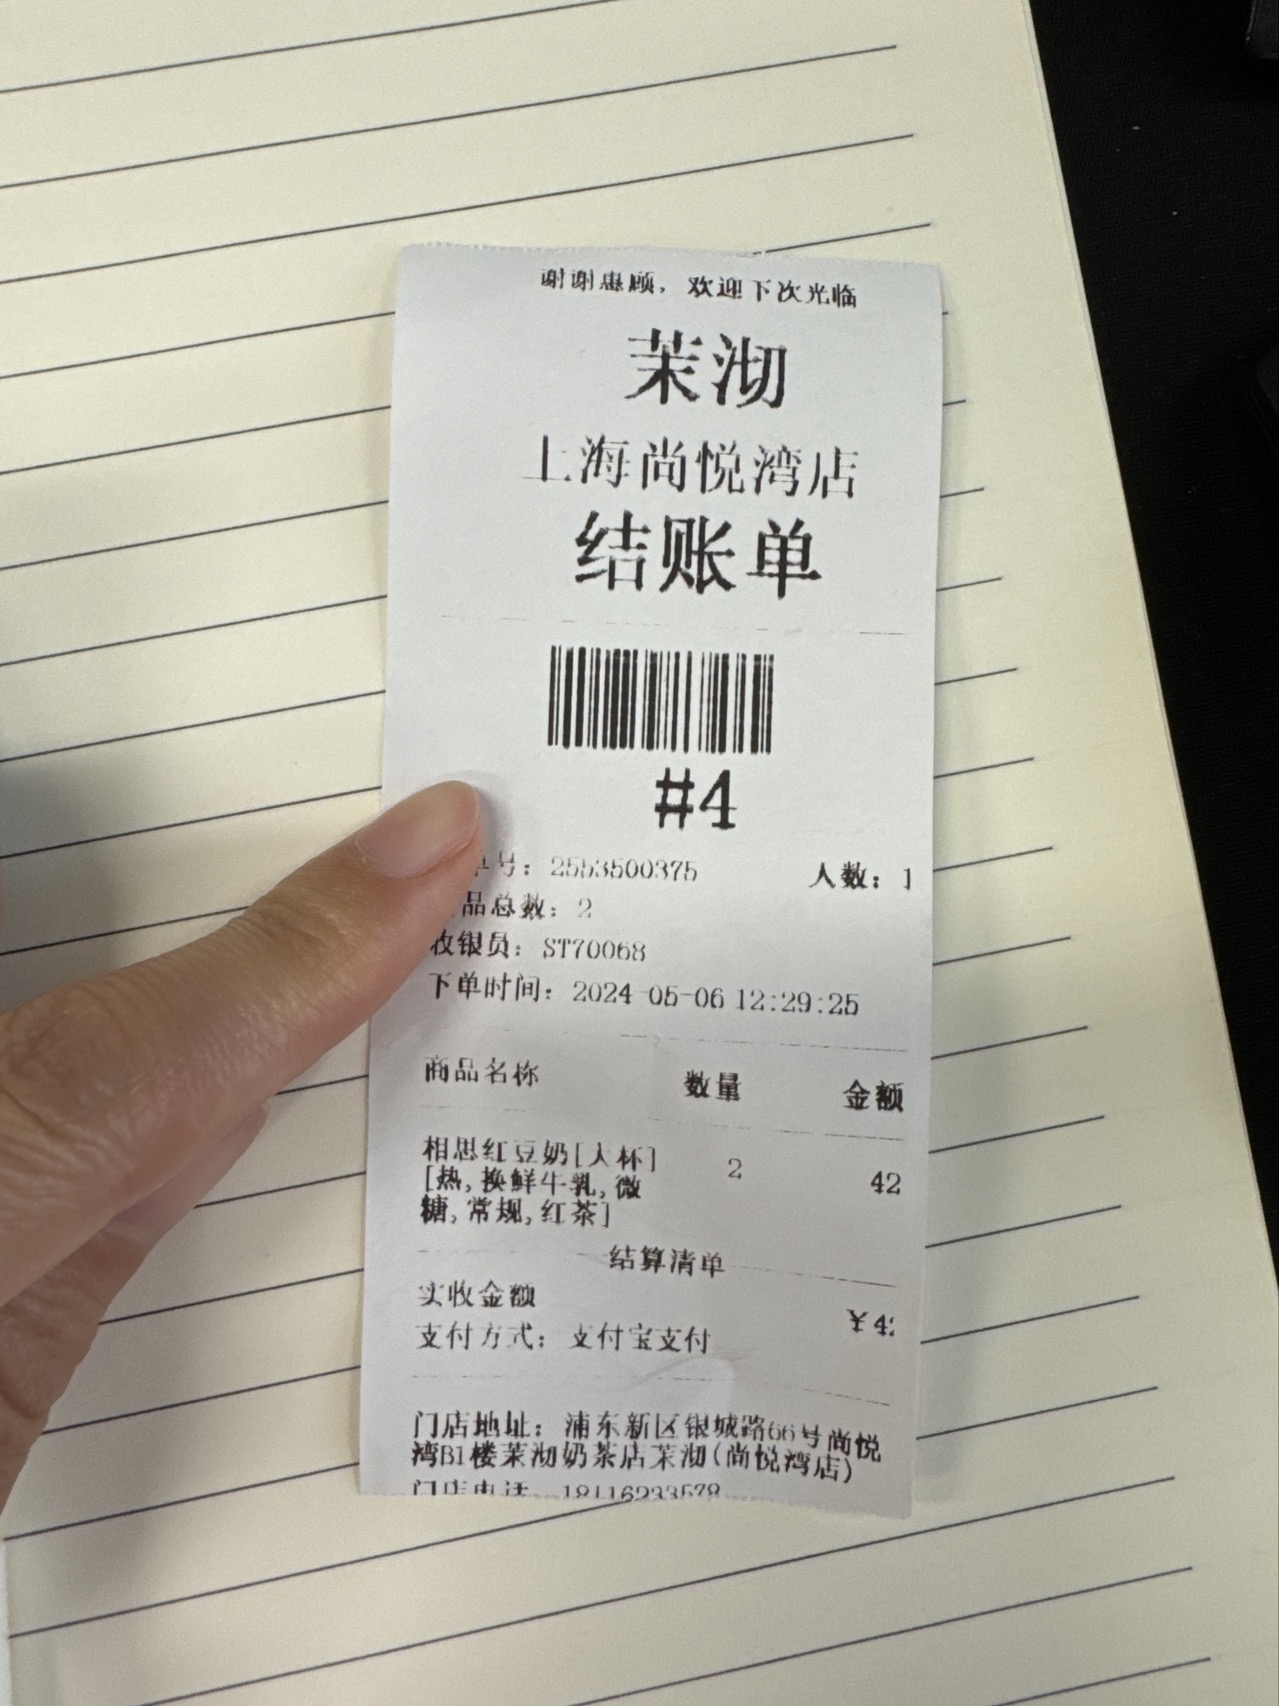 谢谢惠顾，欢迎下次光临
茉沏
上海尚悦湾店
结账单
#4
单号：2553500375 人数：1
品总数：2
收银员：ST70068
下单时间：2024-05-06 12:29:25
商品名称 数量 金额
相思红豆奶[大杯] 2 42
[热,换鲜牛乳,微
糖,常规,红茶]
结算清单
实收金额
¥4
支付方式：支付宝支付
门店地址：浦东新区银城路66号尚悦
湾B1楼茉沏奶茶店茉沏(尚悦湾店)
门店电话 18116233578